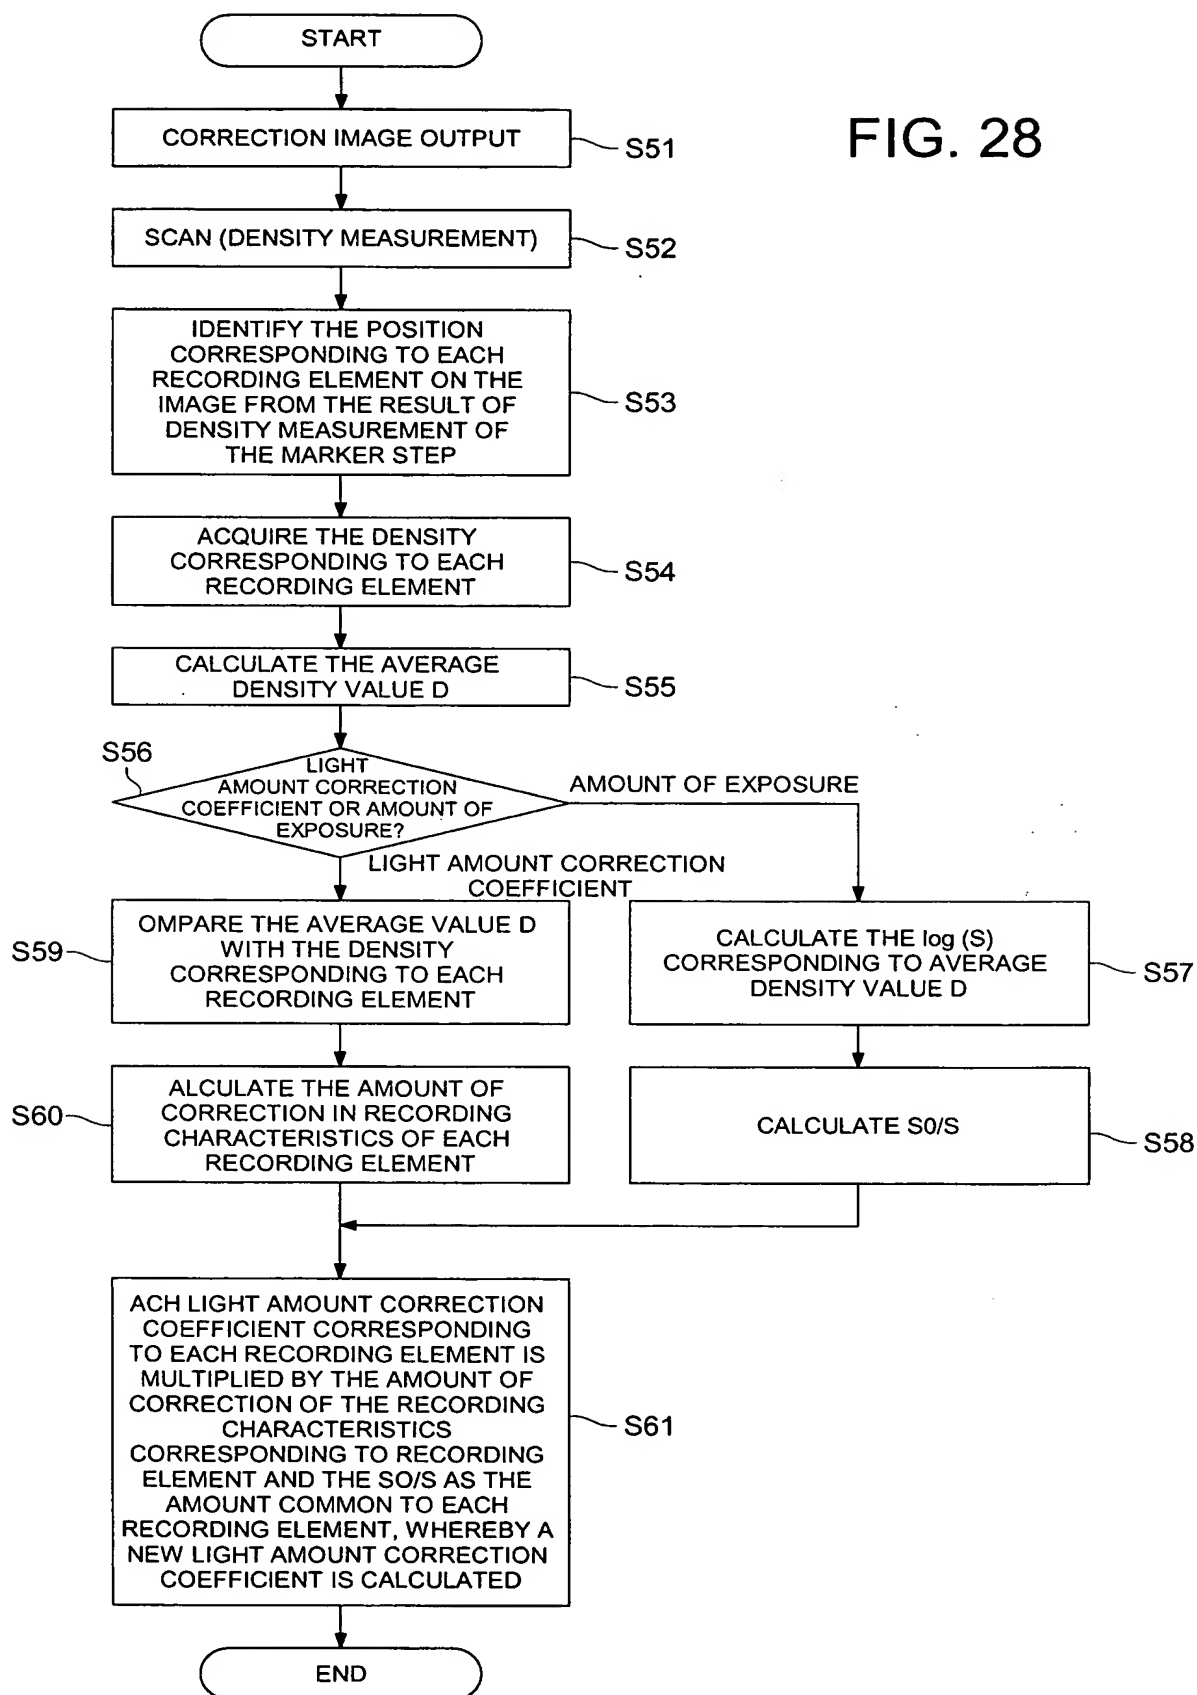 START
FIG. 28
CORRECTION IMAGE OUTPUT
S51
SCAN (DENSITY MEASUREMENT)
S52
IDENTIFY THE POSITION
CORRESPONDING TO EACH
RECORDING ELEMENT ON THE
IMAGE FROM THE RESULT OF
DENSITY MEASUREMENT OF
THE MARKER STEP
S53
ACQUIRE THE DENSITY
CORRESPONDING TO EACH
RECORDING ELEMENT
S54
CALCULATE THE AVERAGE
DENSITY VALUE D
S55
S56
LIGHT
AMOUNT CORRECTION
COEFFICIENT OR AMOUNT OF
EXPOSURE?
AMOUNT OF EXPOSURE
LIGHT AMOUNT CORRECTION
COEFFICIENT
OMPARE THE AVERAGE VALUE D
WITH THE DENSITY
CORRESPONDING TO EACH
RECORDING ELEMENT
S59
CALCULATE THE log (S)
CORRESPONDING TO AVERAGE
DENSITY VALUE D
S57
ALCULATE THE AMOUNT OF
CORRECTION IN RECORDING
CHARACTERISTICS OF EACH
RECORDING ELEMENT
S60
CALCULATE S0/S
S58
ACH LIGHT AMOUNT CORRECTION
COEFFICIENT CORRESPONDING
TO EACH RECORDING ELEMENT IS
MULTIPLIED BY THE AMOUNT OF
CORRECTION OF THE RECORDING
CHARACTERISTICS
CORRESPONDING TO RECORDING
ELEMENT AND THE SO/S AS THE
AMOUNT COMMON TO EACH
RECORDING ELEMENT, WHEREBY A
NEW LIGHT AMOUNT CORRECTION
COEFFICIENT IS CALCULATED
S61
END